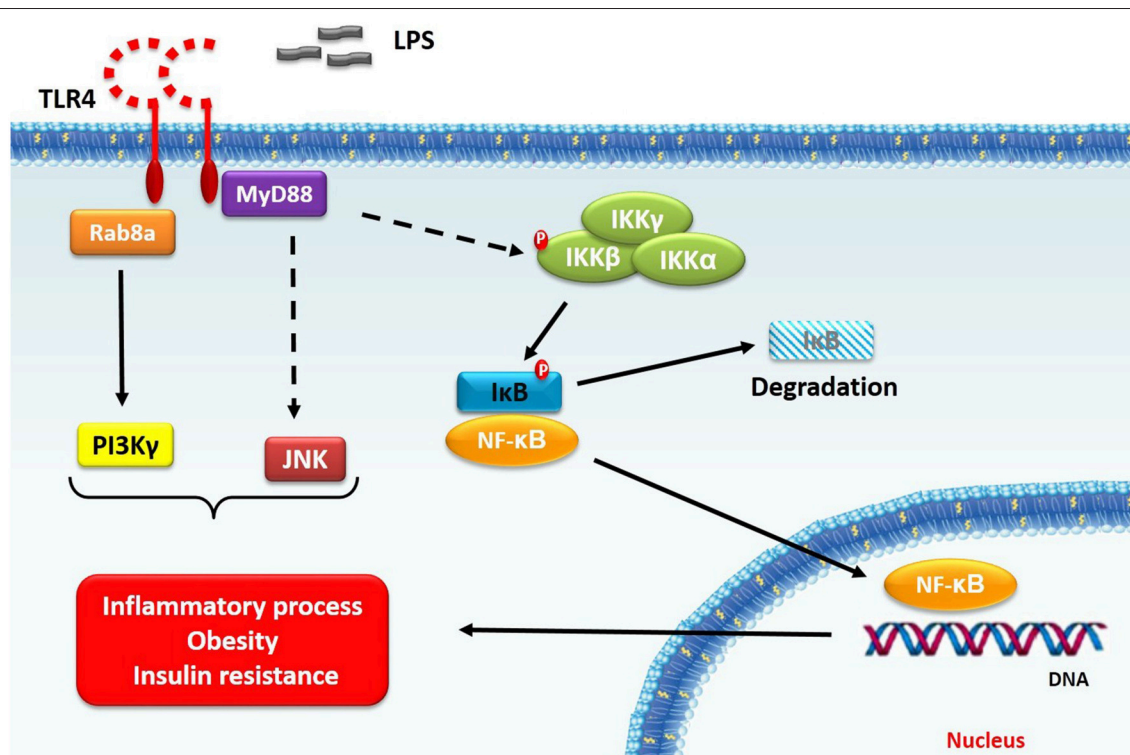 LPS
TLR4
MyD88
Rab8a
IKKγ
P
IKKβ
IKKα
IκB
Degradation
P
IκB
NF-κB
PI3Kγ
JNK
NF-κB
Inflammatory process
Obesity
Insulin resistance
DNA
Nucleus